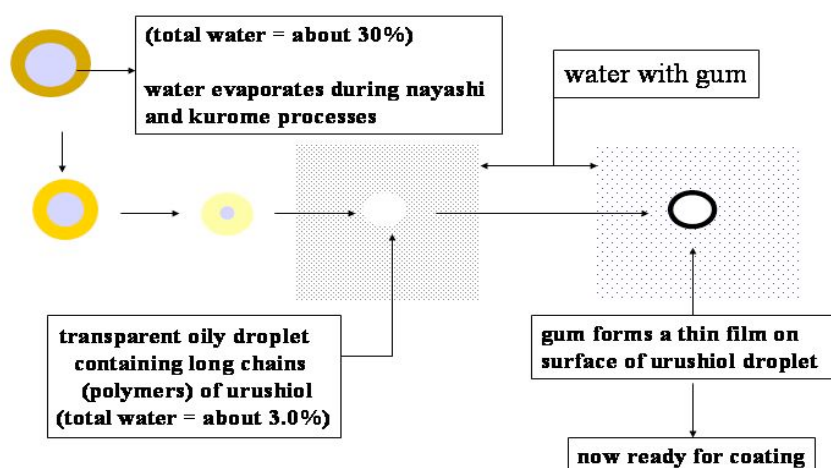 (total water = about 30%)
water evaporates during nayashi
and kurome processes
water with gum
transparent oily droplet
containing long chains
(polymers) of urushiol
(total water = about 3.0%)
gum forms a thin film on
surface of urushiol droplet
now ready for coating